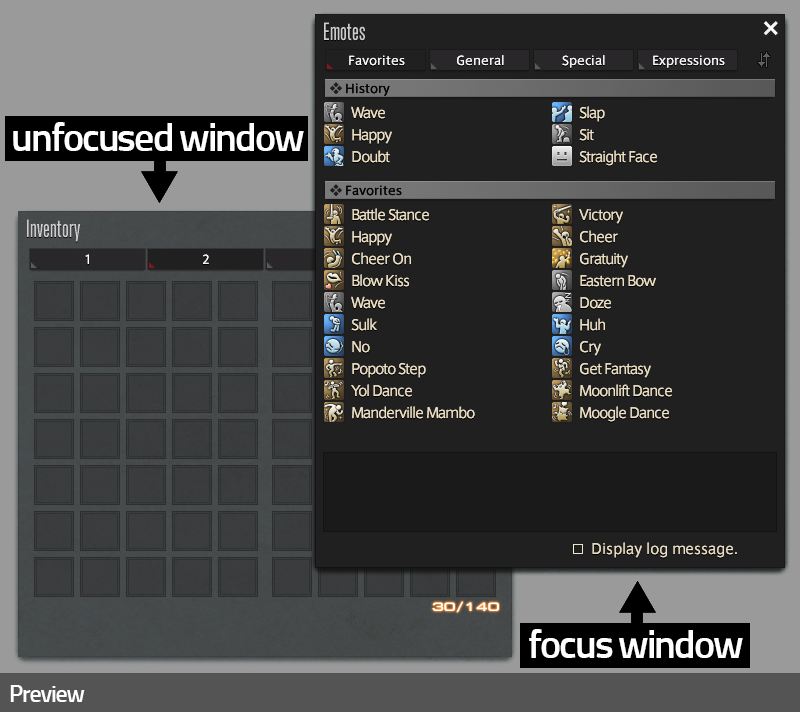 Emotes
Favorites General Special Expressions
History
Wave Slap
Happy Sit
Doubt Straight Face
Favorites
Battle Stance Victory
Happy Cheer
Cheer On Gratuity
Blow Kiss Eastern Bow
Wave Doze
Sulk Huh
No Cry
Popoto Step Get Fantasy
Yol Dance Moonlift Dance
Manderville Mambo Moogle Dance
Display log message.
unfocused window
Inventory
1 2
30/140
focus window
Preview